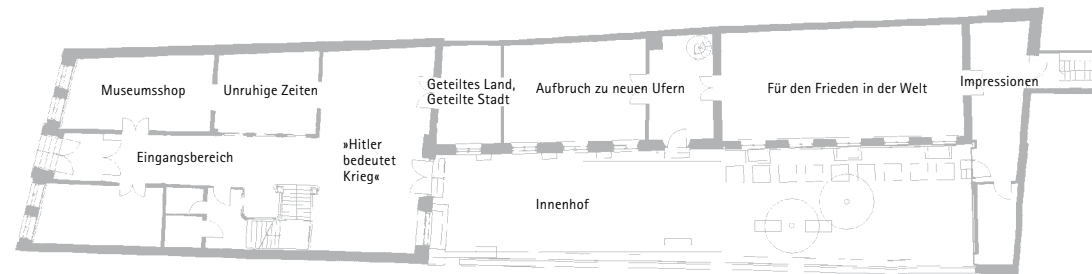 Museumsshop
Unruhige Zeiten
Eingangsbereich
»Hitler
bedeutet
Krieg«
Geteiltes Land,
Geteilte Stadt
Aufbruch zu neuen Ufern
Für den Frieden in der Welt
Impressionen
Innenhof